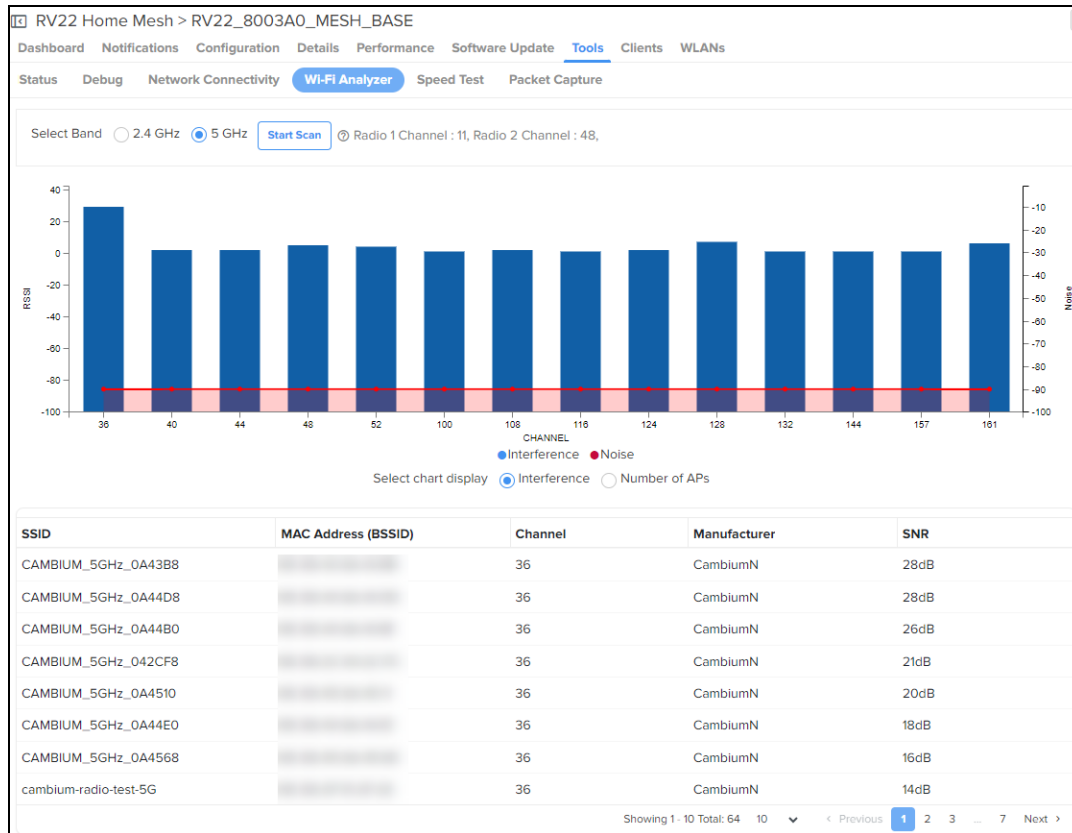 RV22 Home Mesh > RV22_8003A0_MESH_BASE
Dashboard Notifications Configuration Details Performance Software Update Tools Clients WLANs
Status Debug Network Connectivity Wi-Fi Analyzer Speed Test Packet Capture
Select Band 2.4 GHz 5 GHz Start Scan Radio 1 Channel : 11, Radio 2 Channel : 48,
40
20
0
-20
-40
-60
-80
-100
RSSI
-10
-20
-30
-40
-50
-60
-70
-80
-90
-100
Noise
36 40 44 48 52 100 108 116 124 128 132 144 157 161
CHANNEL
Interference Noise
Select chart display Interference Number of APs
SSID MAC Address (BSSID) Channel Manufacturer SNR
CAMBIUM_5GHz_0A43B8 36 CambiumN 28dB
CAMBIUM_5GHz_0A44D8 36 CambiumN 28dB
CAMBIUM_5GHz_0A44B0 36 CambiumN 26dB
CAMBIUM_5GHz_042CF8 36 CambiumN 21dB
CAMBIUM_5GHz_0A4510 36 CambiumN 20dB
CAMBIUM_5GHz_0A44E0 36 CambiumN 18dB
CAMBIUM_5GHz_0A4568 36 CambiumN 16dB
cambium-radio-test-5G 36 CambiumN 14dB
Showing 1 - 10 Total: 64 10 < Previous 1 2 3 ... 7 Next >